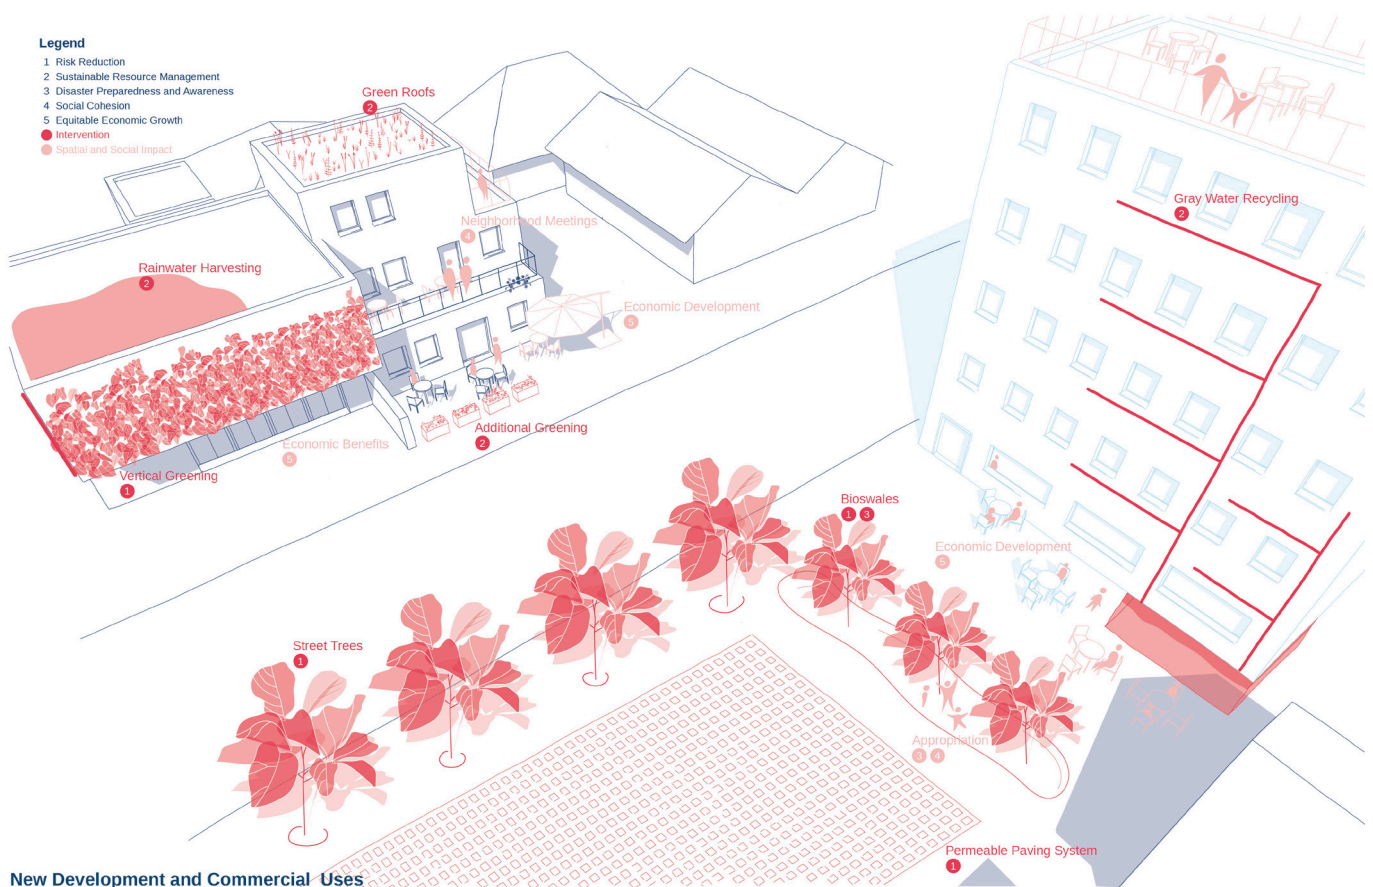 Legend
1 Risk Reduction
2 Sustainable Resource Management
3 Disaster Preparedness and Awareness
4 Social Cohesion
5 Equitable Economic Growth
Intervention
Spatial and Social Impact
Green Roofs
2
Gray Water Recycling
2
Neighborhood Meetings
4
Rainwater Harvesting
2
Economic Development
5
Additional Greening
2
Economic Benefits
5
Vertical Greening
1
Bioswales
1 3
Economic Development
5
Street Trees
1
Appropriation
3 4
Permeable Paving System
1
New Development and Commercial Uses